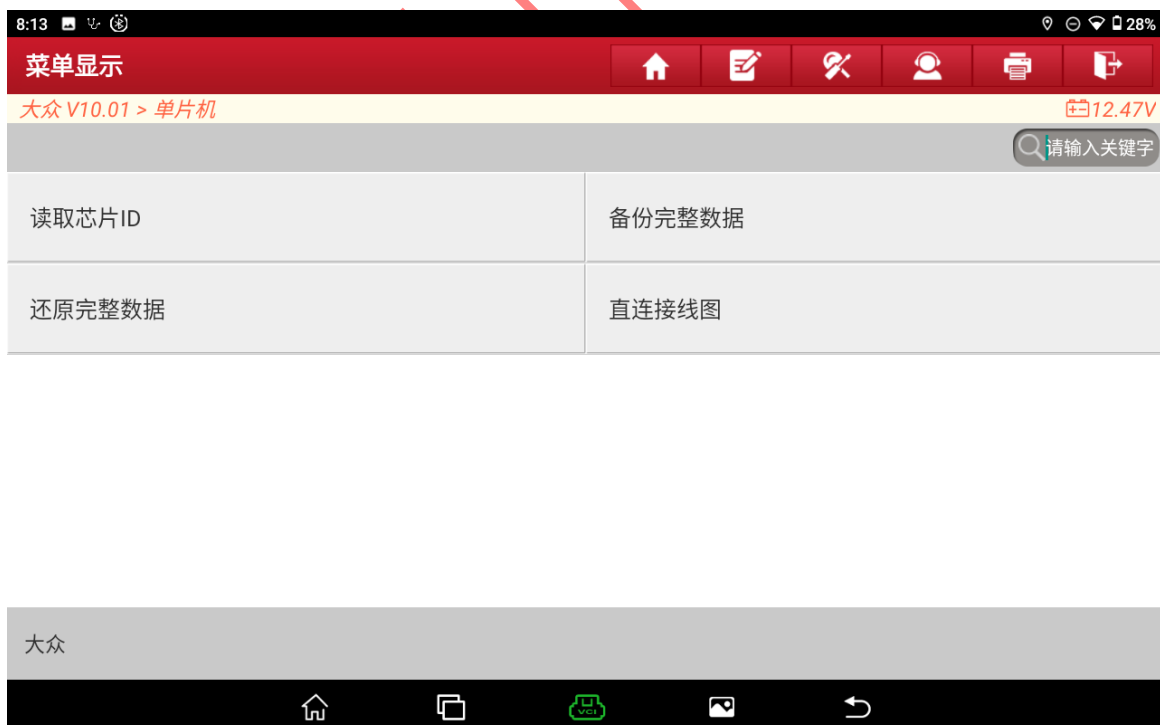 8:13 28%
菜单显示
大众 V10.01 > 单片机 12.47V
请输入关键字
读取芯片ID 备份完整数据
还原完整数据 直连接线图
大众
VCI